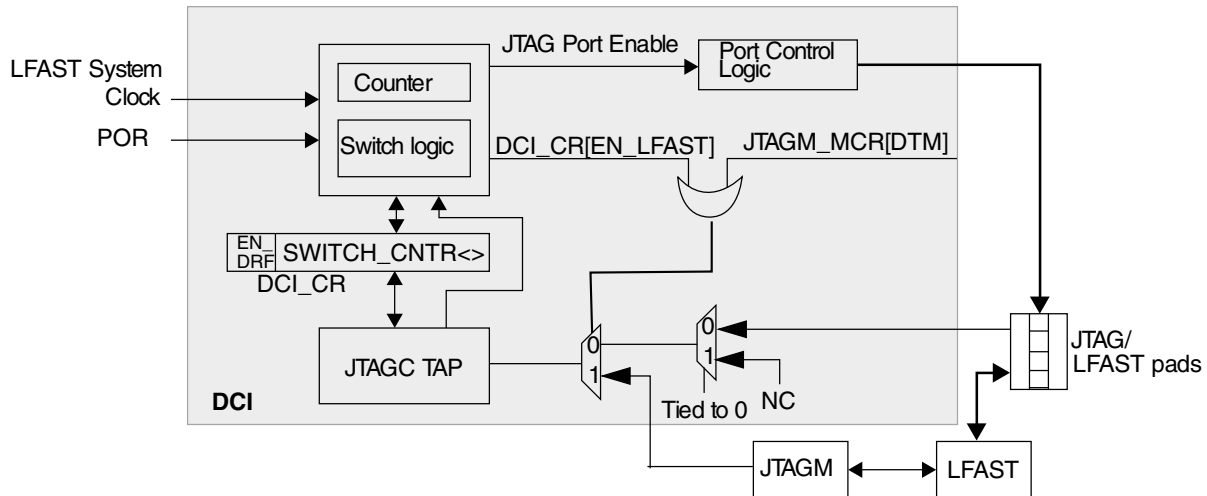 JTAG Port Enable
Port Control
Logic
LFAST System
Clock
Counter
POR
Switch logic
DCI_CR[EN_LFAST]
JTAGM_MCR[DTM]
EN_
DRF
SWITCH_CNTR<>
DCI_CR
0
0
1
1
JTAG/
LFAST pads
JTAGC TAP
DCI
Tied to 0
NC
JTAGM
LFAST